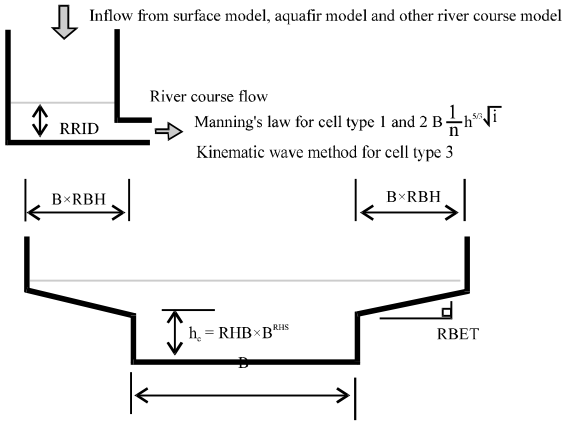 Inflow from surface model, aquafir model and other river course model
River course flow
RRID
Manning's law for cell type 1 and 2 B 1/n h^5/3 √i
Kinematic wave method for cell type 3
B×RBH
B×RBH
h_c = RHB×B^RHS
RBET
B